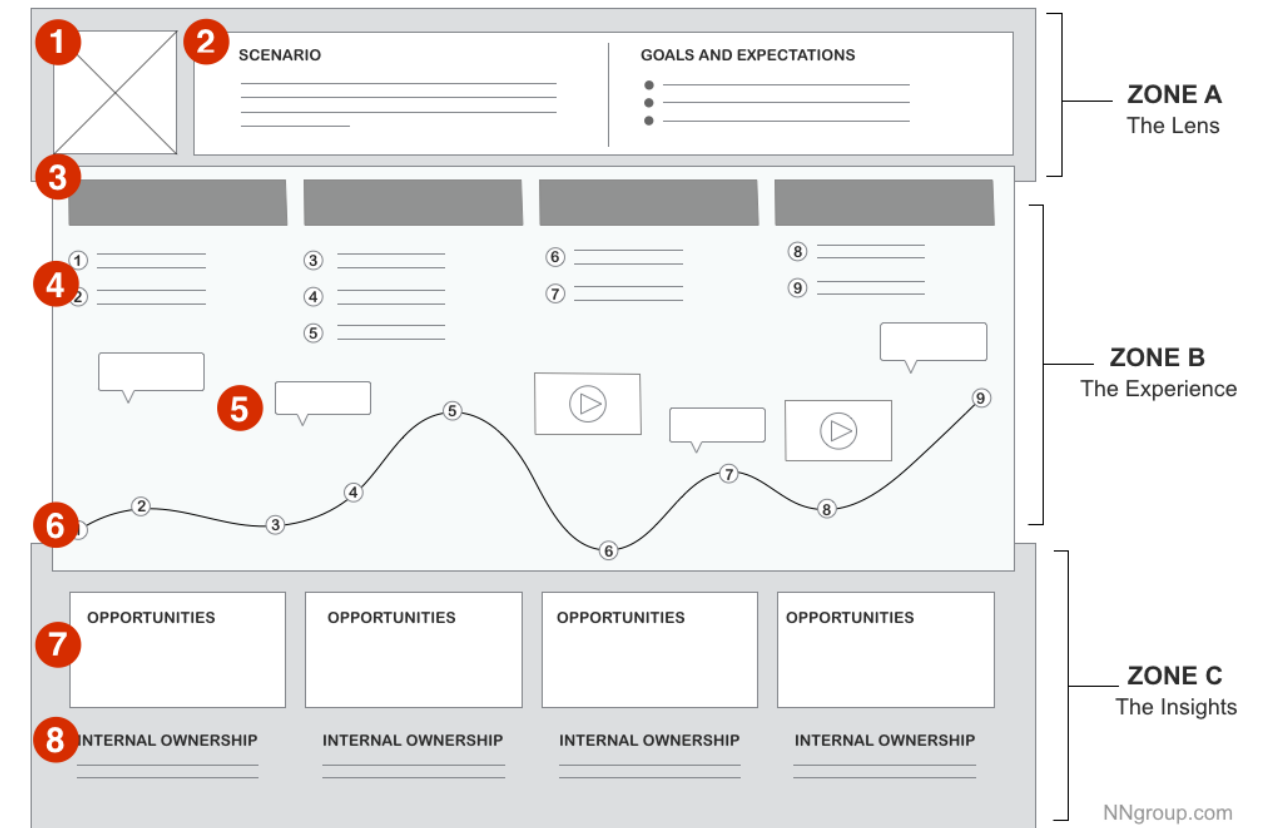 1
2
SCENARIO
GOALS AND EXPECTATIONS
ZONE A
The Lens
3
4
1
2
3
4
5
6
7
8
9
ZONE B
The Experience
5
6
2
3
4
5
6
7
8
9
7
OPPORTUNITIES
OPPORTUNITIES
OPPORTUNITIES
OPPORTUNITIES
ZONE C
The Insights
8
INTERNAL OWNERSHIP
INTERNAL OWNERSHIP
INTERNAL OWNERSHIP
INTERNAL OWNERSHIP
NNgroup.com